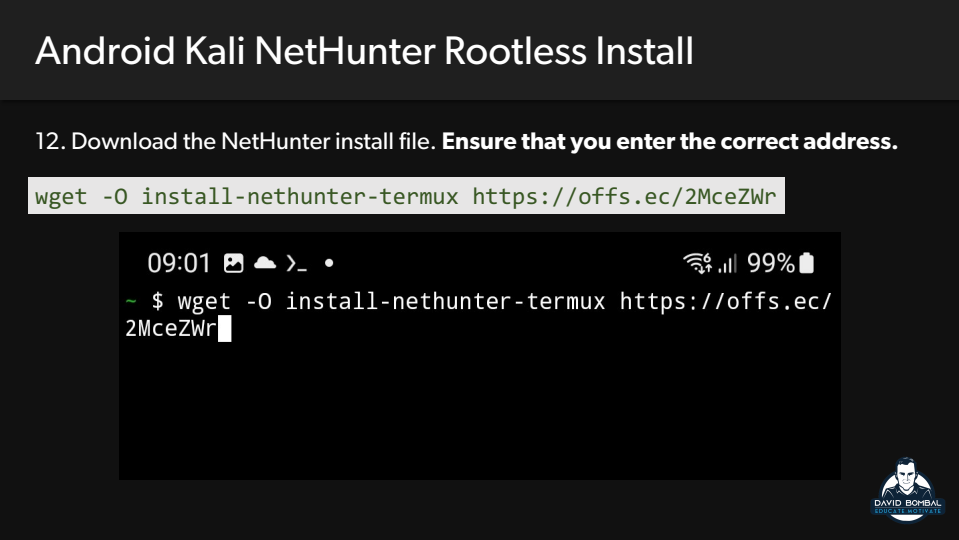 Android Kali NetHunter Rootless Install
12. Download the NetHunter install file. Ensure that you enter the correct address.
wget -O install-nethunter-termux https://offs.ec/2MceZWr
09:01 99%
~ $ wget -O install-nethunter-termux https://offs.ec/
2MceZWr
DAVID BOMBAL
EDUCATE MOTIVATE